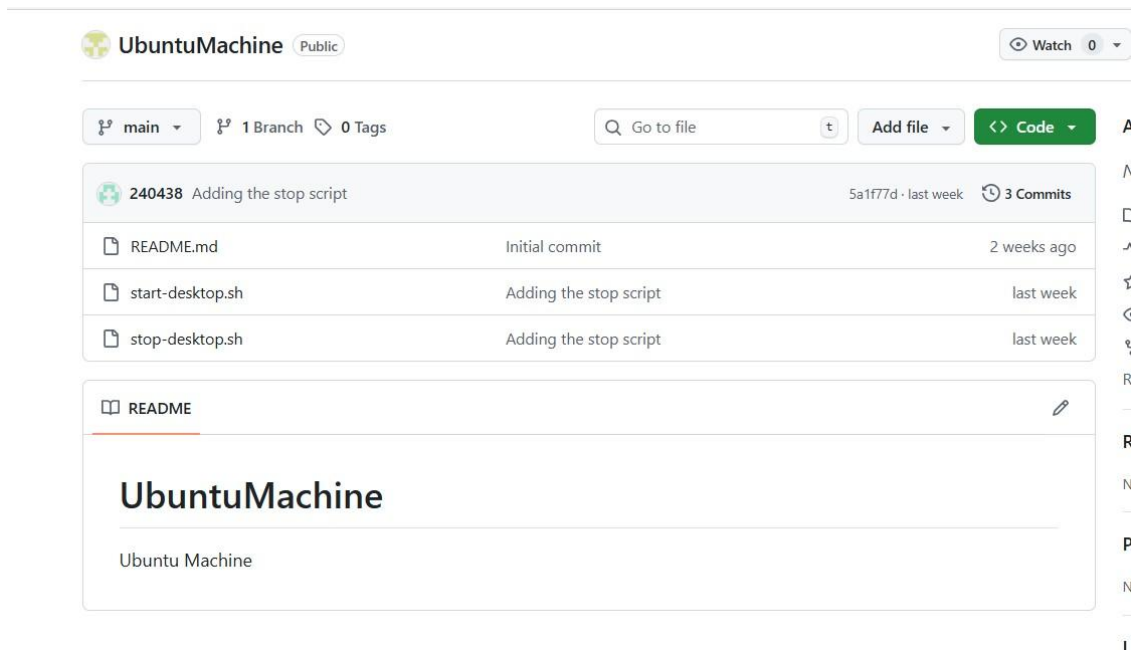 UbuntuMachine Public
Watch 0
main 1 Branch 0 Tags
Go to file t
Add file
Code
240438 Adding the stop script 5a1f77d · last week 3 Commits
README.md Initial commit 2 weeks ago
start-desktop.sh Adding the stop script last week
stop-desktop.sh Adding the stop script last week
README
UbuntuMachine
Ubuntu Machine